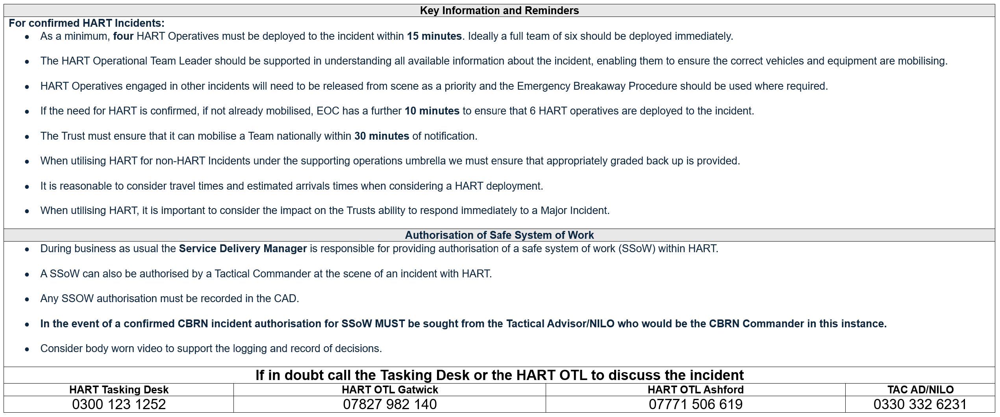 Key Information and Reminders
For confirmed HART Incidents:
• As a minimum, four HART Operatives must be deployed to the incident within 15 minutes. Ideally a full team of six should be deployed immediately.
• The HART Operational Team Leader should be supported in understanding all available information about the incident, enabling them to ensure the correct vehicles and equipment are mobilising.
• HART Operatives engaged in other incidents will need to be released from scene as a priority and the Emergency Breakaway Procedure should be used where required.
• If the need for HART is confirmed, if not already mobilised, EOC has a further 10 minutes to ensure that 6 HART operatives are deployed to the incident.
• The Trust must ensure that it can mobilise a Team nationally within 30 minutes of notification.
• When utilising HART for non-HART Incidents under the supporting operations umbrella we must ensure that appropriately graded back up is provided.
• It is reasonable to consider travel times and estimated arrivals times when considering a HART deployment.
• When utilising HART, it is important to consider the impact on the Trusts ability to respond immediately to a Major Incident.
Authorisation of Safe System of Work
• During business as usual the Service Delivery Manager is responsible for providing authorisation of a safe system of work (SSoW) within HART.
• A SSoW can also be authorised by a Tactical Commander at the scene of an incident with HART.
• Any SSOW authorisation must be recorded in the CAD.
• In the event of a confirmed CBRN incident authorisation for SSoW MUST be sought from the Tactical Advisor/NILO who would be the CBRN Commander in this instance.
• Consider body worn video to support the logging and record of decisions.
If in doubt call the Tasking Desk or the HART OTL to discuss the incident
HART Tasking Desk HART OTL Gatwick HART OTL Ashford TAC AD/NILO
0300 123 1252 07827 982 140 07771 506 619 0330 332 6231